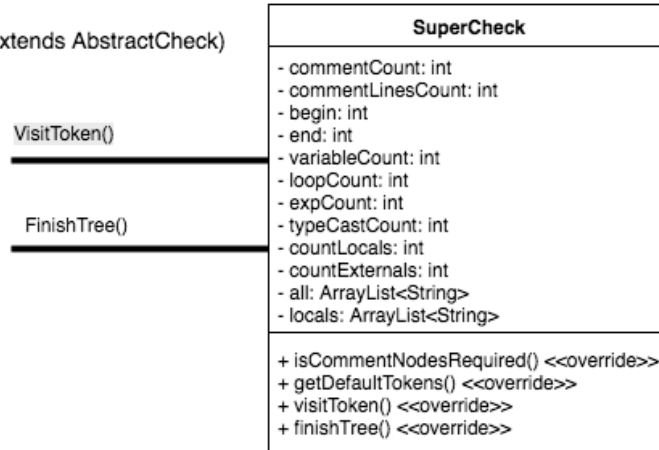 SuperCheck
xtends AbstractCheck)
- commentCount: int
- commentLinesCount: int
- begin: int
- end: int
VisitToken()
- variableCount: int
- loopCount: int
- expCount: int
FinishTree()
- typeCastCount: int
- countLocals: int
- countExternals: int
- all: ArrayList<String>
- locals: ArrayList<String>
+ isCommentNodesRequired() <<override>>
+ getDefaultTokens() <<override>>
+ visitToken() <<override>>
+ finishTree() <<override>>